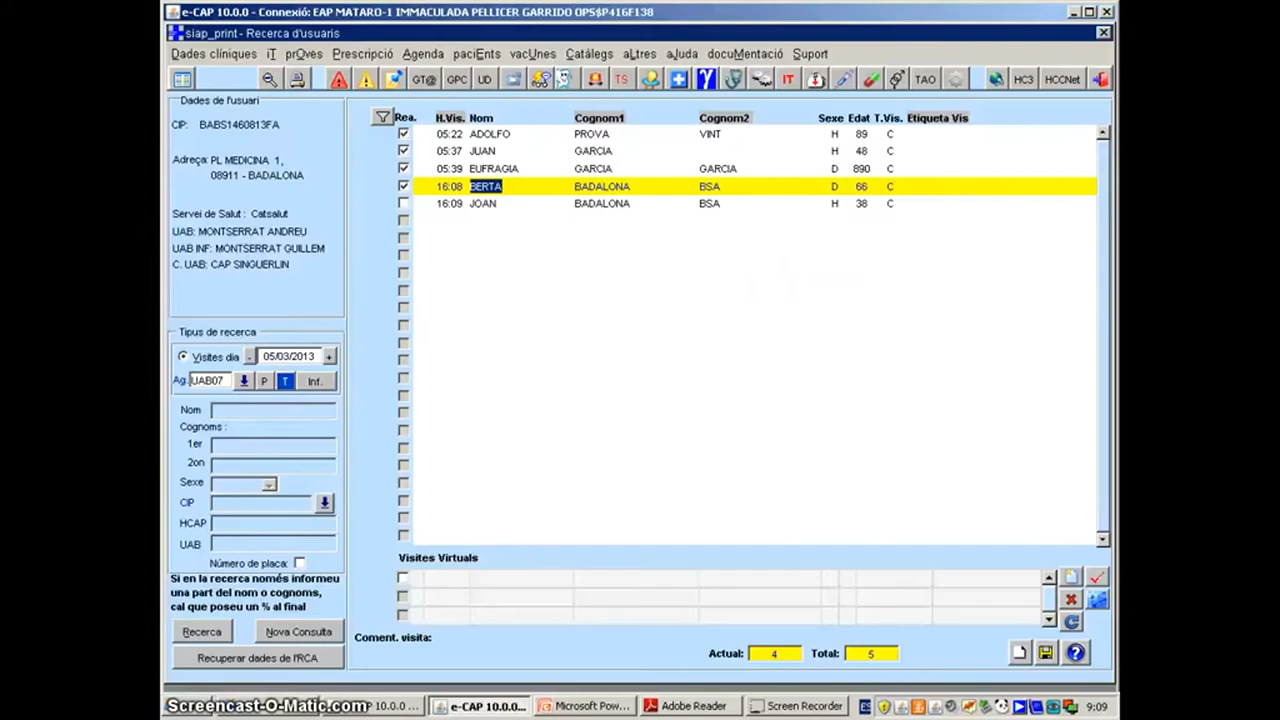 e-CAP 10.0.0 - Connexió: EAP MATARO-1 IMMACULADA PELLICER GARRIDO OPS$P416F138
siap_print - Recerca d'usuaris
Dades clíniques iT prOves Prescripció Agenda paciEnts vacUnes Catàlegs aLtres aJuda docuMentació Suport
GT@ GPC UD TS IT TAO HC3 HCCNet
Dades de l'usuari
CIP: BABS1460813FA
Adreça: PL MEDICINA 1,
08911 - BADALONA
Servei de Salut : Catsalut
UAB: MONTSERRAT ANDREU
UAB INF: MONTSERRAT GUILLEM
C. UAB: CAP SINGUERLIN
Tipus de recerca
Visites dia - 05/03/2013 +
Ag. UAB07 P T Inf.
Nom
Cognoms :
1er
2on
Sexe
CIP
HCAP
UAB
Número de placa:
Si en la recerca només informeu
una part del nom o cognoms,
cal que poseu un % al final
Recerca Nova Consulta
Recuperar dades de l'RCA
Rea. H.Vis. Nom Cognom1 Cognom2 Sexe Edat T.Vis. Etiqueta Vis
05:22 ADOLFO PROVA VINT H 89 C
05:37 JUAN GARCIA H 48 C
05:39 EUFRAGIA GARCIA GARCIA D 890 C
16:08 BERTA BADALONA BSA D 66 C
16:09 JOAN BADALONA BSA H 38 C
Visites Virtuals
Coment. visita:
Actual: 4 Total: 5
Screencast-O-Matic.com 10.0.0 ... e-CAP 10.0.0... Microsoft Pow... Adobe Reader Screen Recorder ES 9:09